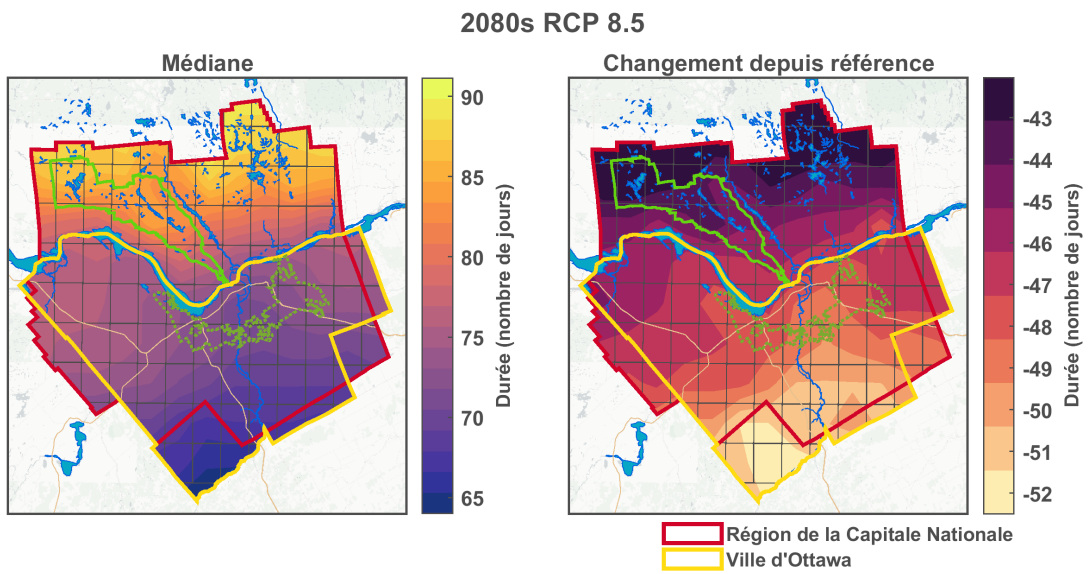 2080s RCP 8.5
Médiane
Changement depuis référence
90
85
80
75
70
65
Durée (nombre de jours)
-43
-44
-45
-46
-47
-48
-49
-50
-51
-52
Durée (nombre de jours)
Région de la Capitale Nationale
Ville d'Ottawa